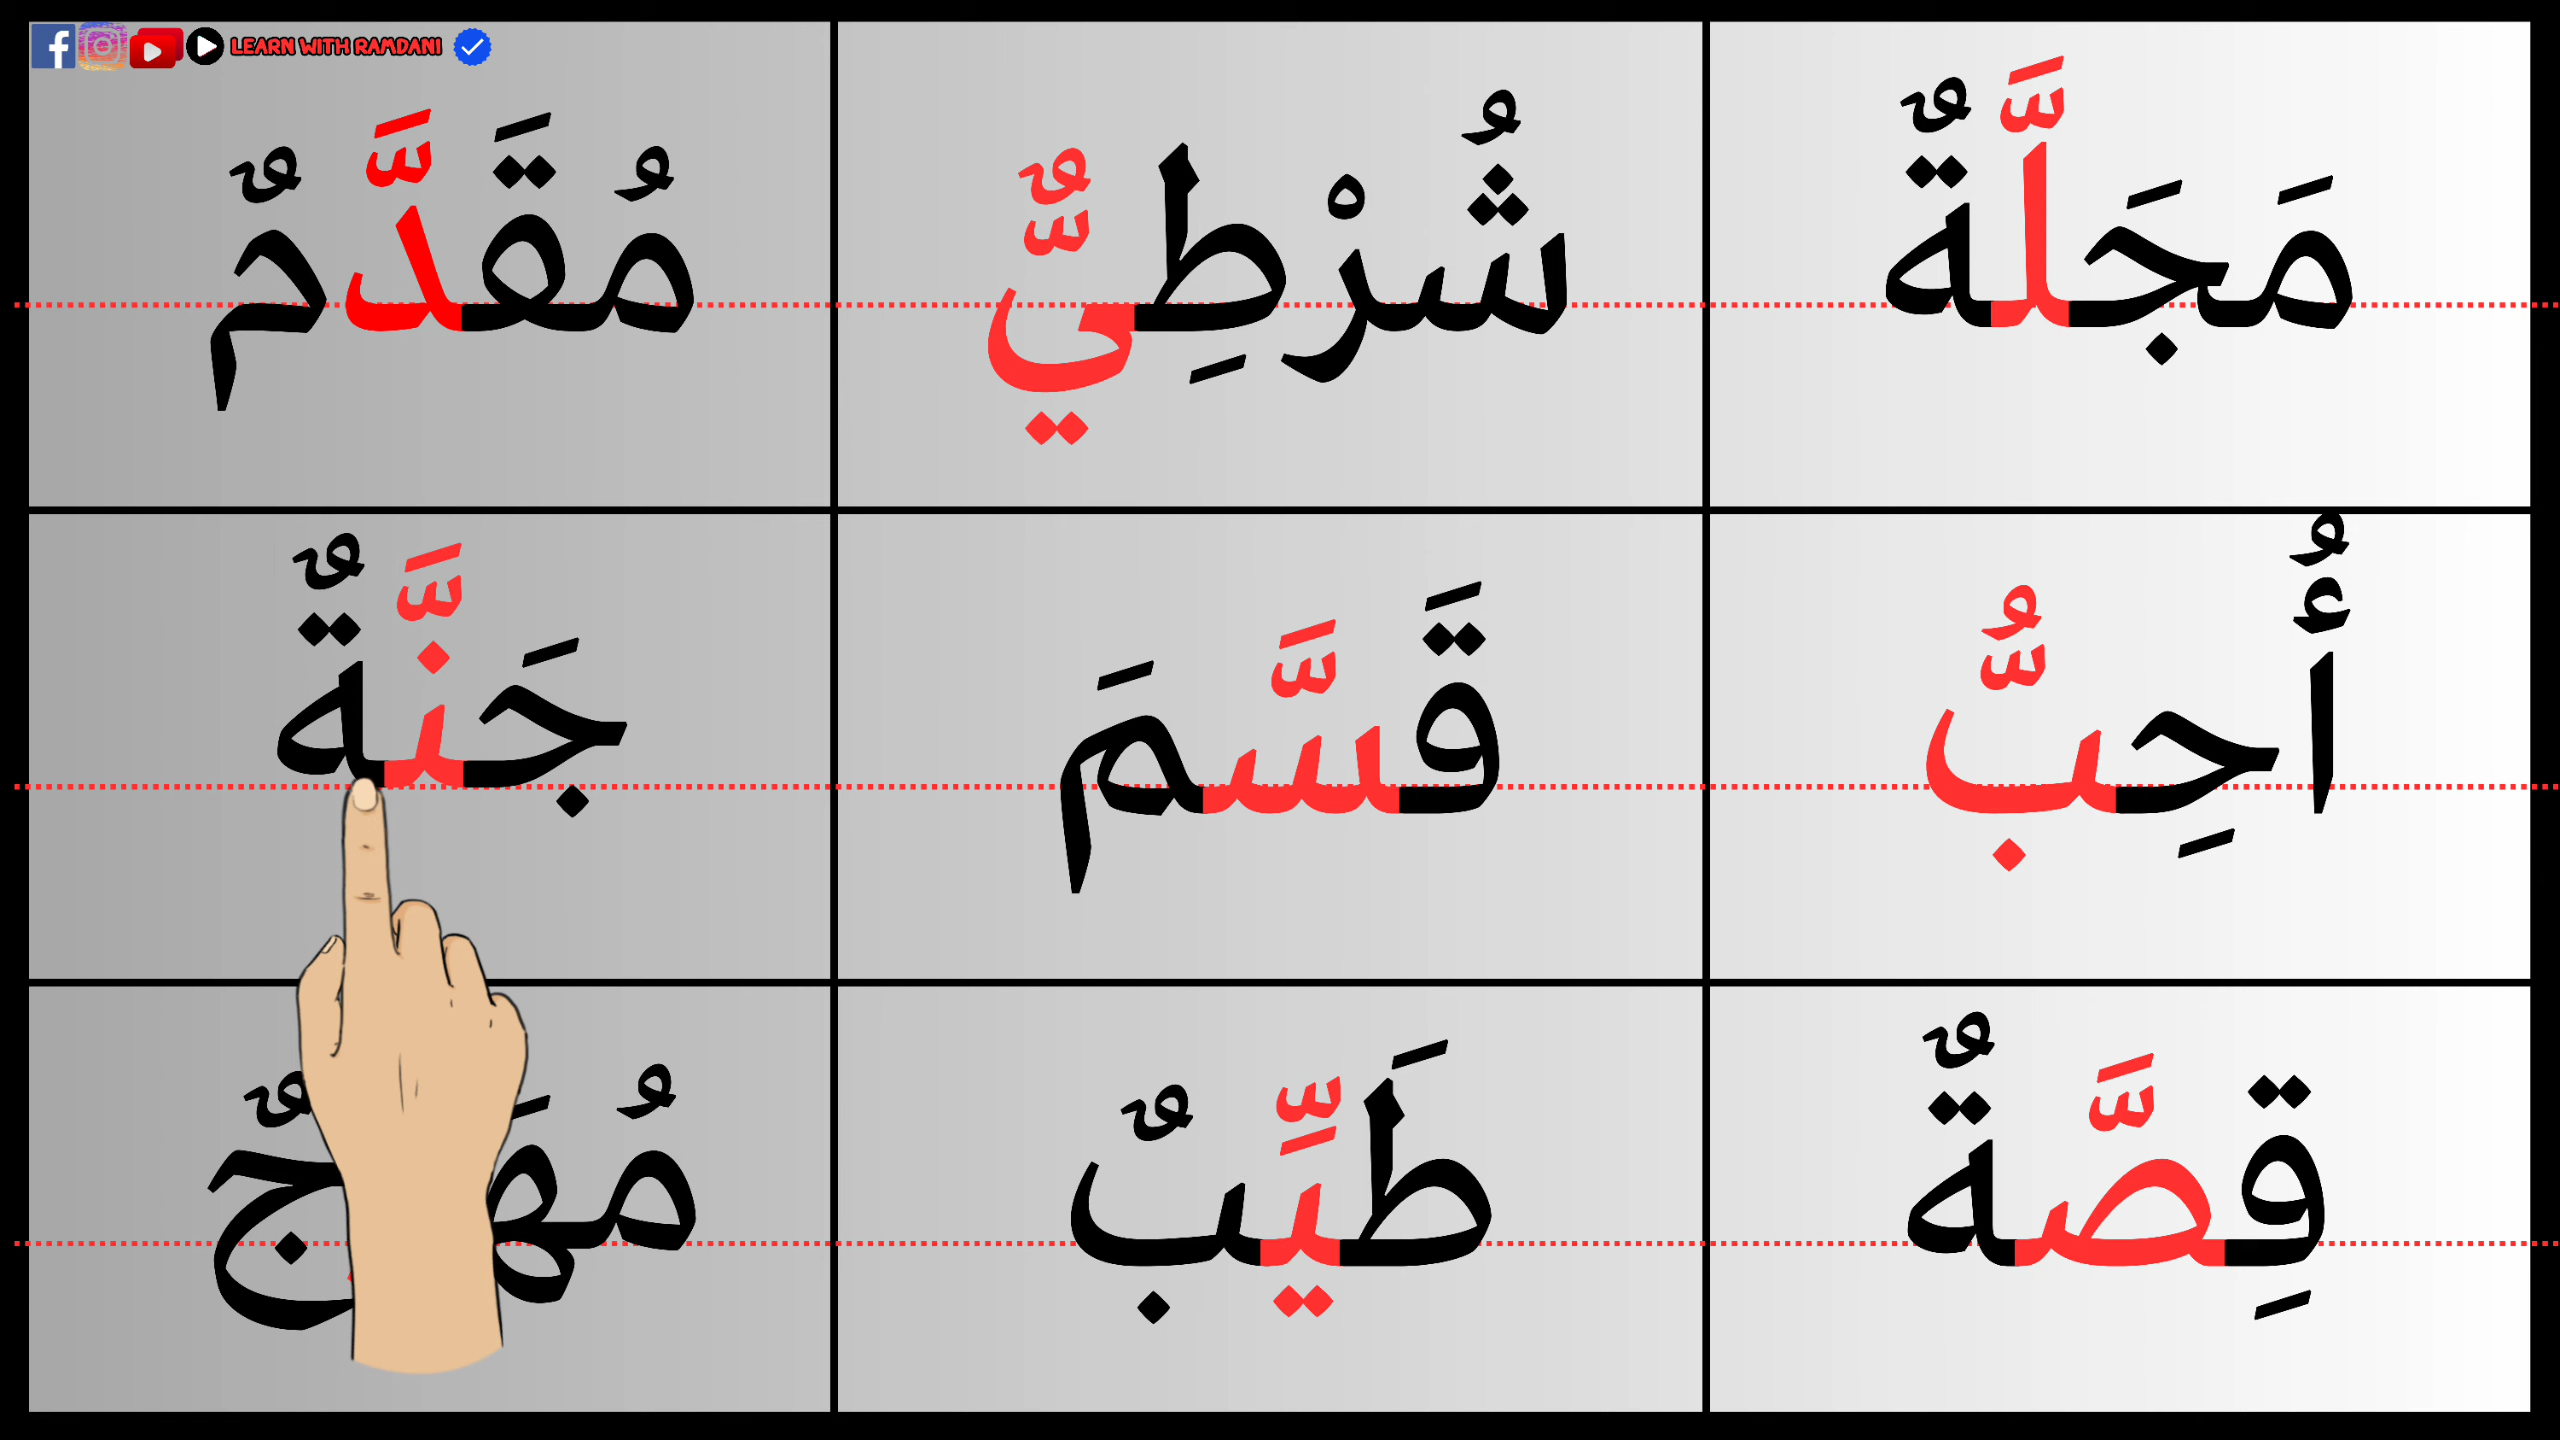 LEARN WITH RAMDANI
مَجَلَّةٌ شُرْطِيٌّ مُقَدَّمٌ
أُحِبُّ قَسَّمَ جَنَّةٌ
قِصَّةٌ طَيِّبٌ